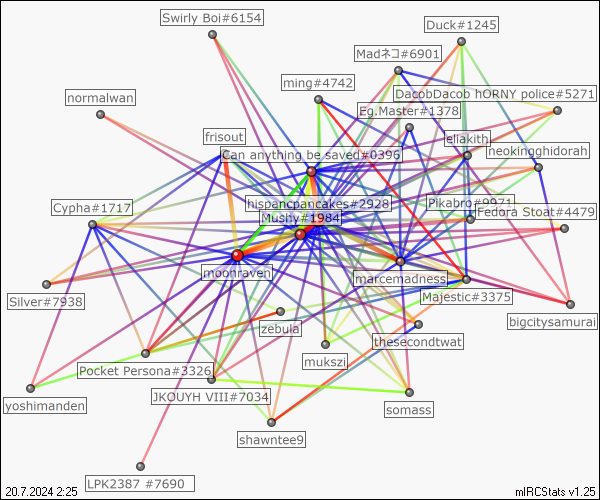 Swirly Boi#6154
Duck#1245
Madネコ#6901
ming#4742
DacobDacob hORNY police#5271
normalwan
Eg.Master#1378
frisout
eliakith
neokingghidorah
Can anything be saved#0396
hispancpancakes#2928
Pikabro#9971
Cypha#1717
Mushy#1984
Fedora Stoat#4479
moonraven
marcemadness
Silver#7938
Majestic#3375
bigcitysamurai
zebula
thesecondtwat
mukszi
Pocket Persona#3326
JKOUYH VIII#7034
yoshimanden
somass
shawntee9
LPK2387 #7690
20.7.2024 2:25
mIRCStats v1.25